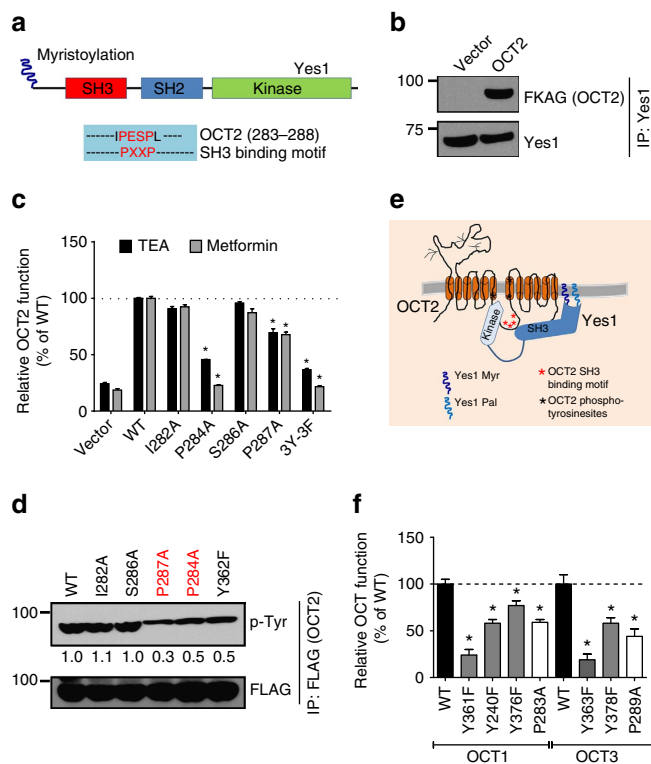 a
Myristoylation
Yes1
SH3
SH2
Kinase
------IPESPL----
OCT2 (283–288)
-------PXXP--------
SH3 binding motif
b
Vector
OCT2
100
FKAG (OCT2)
75
Yes1
IP: Yes1
c
Relative OCT2 function
(% of WT)
150
100
50
0
TEA
Metformin
* * * * * *
Vector
WT
I282A
P284A
S286A
P287A
3Y-3F
e
OCT2
Kinase
SH3
Yes1
Yes1 Myr
Yes1 Pal
* OCT2 SH3
binding motif
* OCT2 phospho-
tyrosinesites
d
WT
I282A
S286A
P287A
P284A
Y362F
100
p-Tyr
1.0 1.1 1.0 0.3 0.5 0.5
100
FLAG
IP: FLAG (OCT2)
f
Relative OCT function
(% of WT)
150
100
50
0
* * * * * * *
WT
Y361F
Y240F
Y376F
P283A
WT
Y363F
Y378F
P289A
OCT1
OCT3